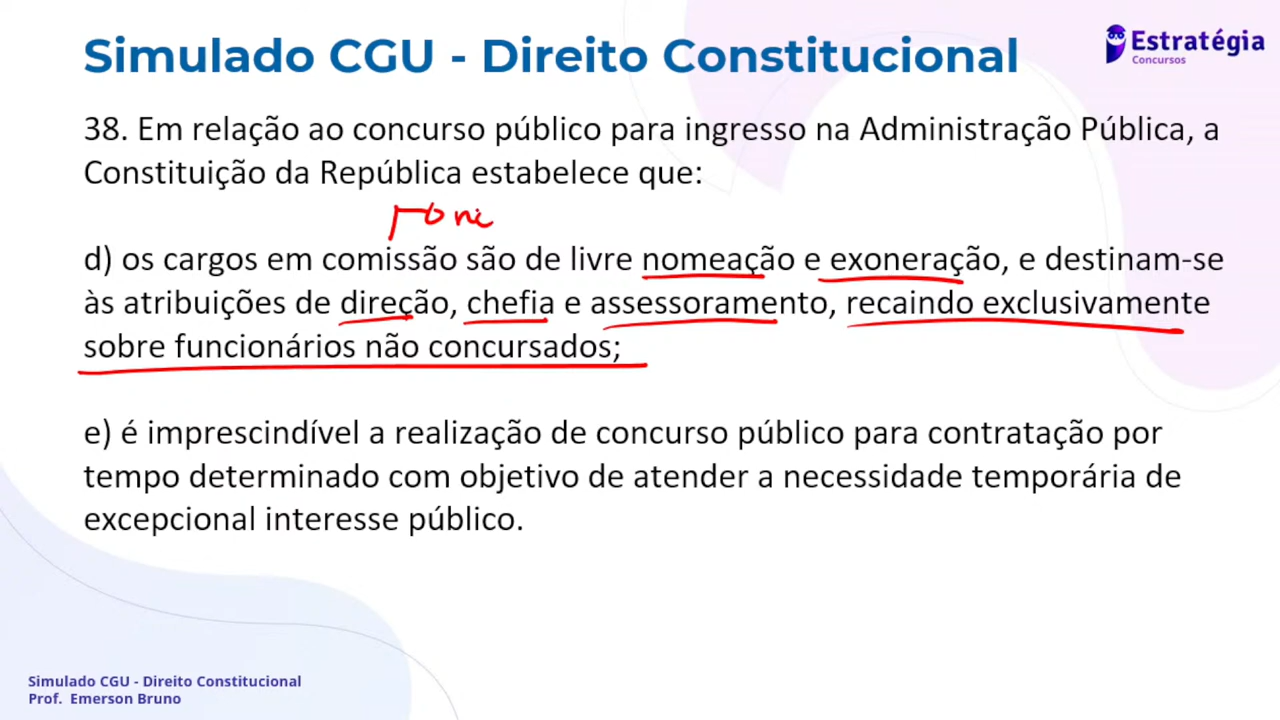 Simulado CGU - Direito Constitucional
Estratégia
Concursos
38. Em relação ao concurso público para ingresso na Administração Pública, a
Constituição da República estabelece que:
d) os cargos em comissão são de livre nomeação e exoneração, e destinam-se
às atribuições de direção, chefia e assessoramento, recaindo exclusivamente
sobre funcionários não concursados;
e) é imprescindível a realização de concurso público para contratação por
tempo determinado com objetivo de atender a necessidade temporária de
excepcional interesse público.
Simulado CGU - Direito Constitucional
Prof. Emerson Bruno